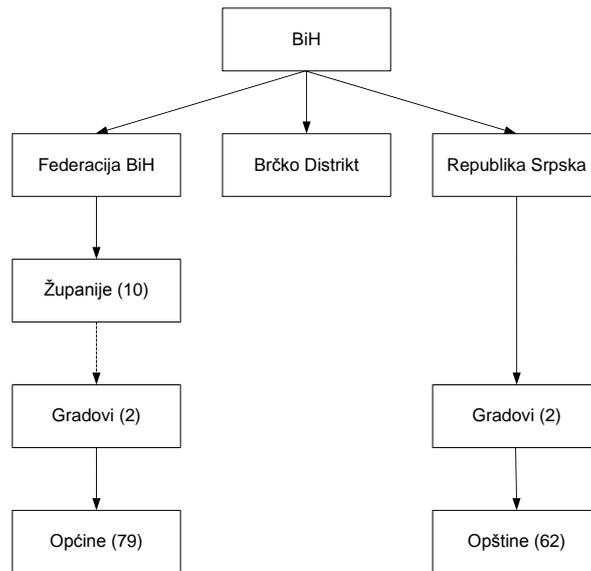 BiH
Federacija BiH
Brčko Distrikt
Republika Srpska
Županije (10)
Gradovi (2)
Gradovi (2)
Općine (79)
Opštine (62)